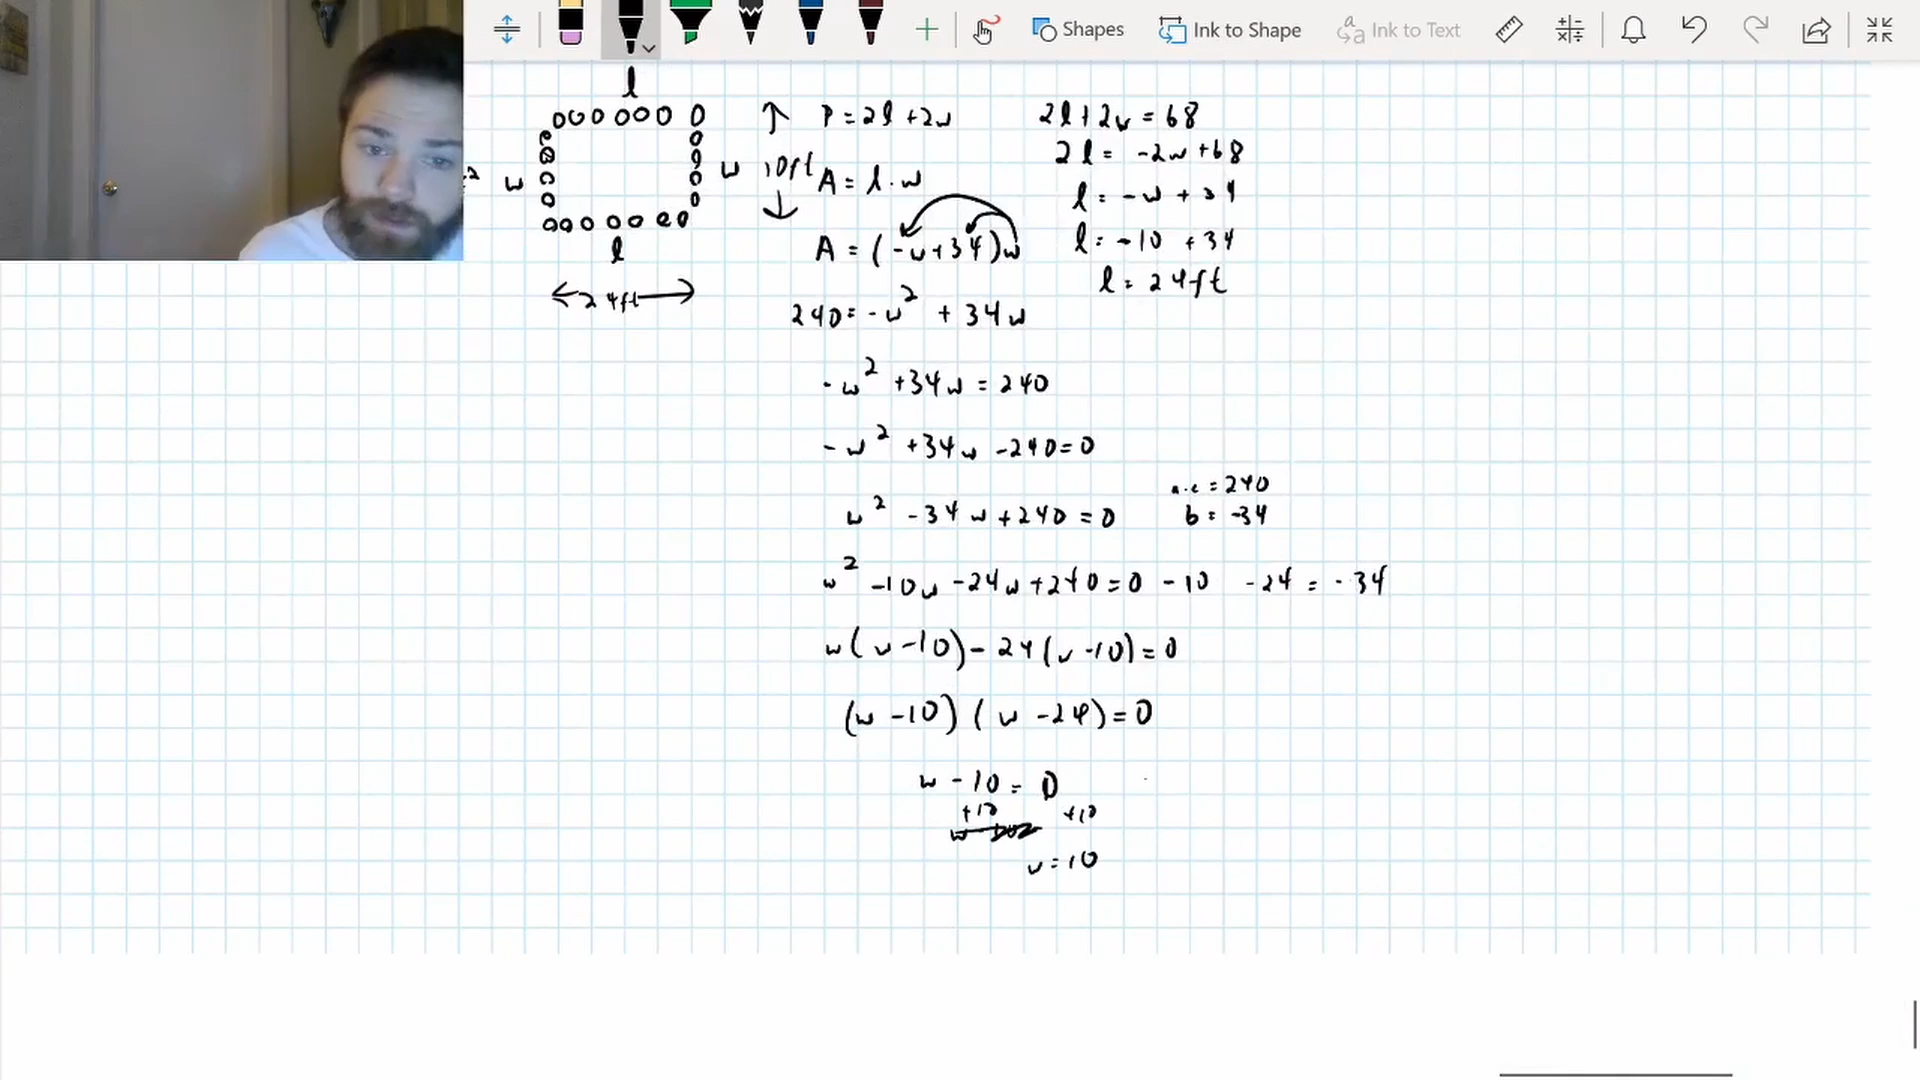 Shapes
Ink to Shape
Ink to Text
l
w
w
l
24ft
10ft
P = 2l + 2w
A = l · w
A = (-w + 34)w
240 = -w² + 34w
-w² + 34w = 240
-w² + 34w - 240 = 0
w² - 34w + 240 = 0
w² - 10w - 24w + 240 = 0
w(w - 10) - 24(w - 10) = 0
(w - 10)(w - 24) = 0
w - 10 = 0
+10 +10
w = 10
2l + 2w = 68
2l = -2w + 68
l = -w + 34
l = -10 + 34
l = 24ft
a·c = 240
b = -34
-10 -24 = -34